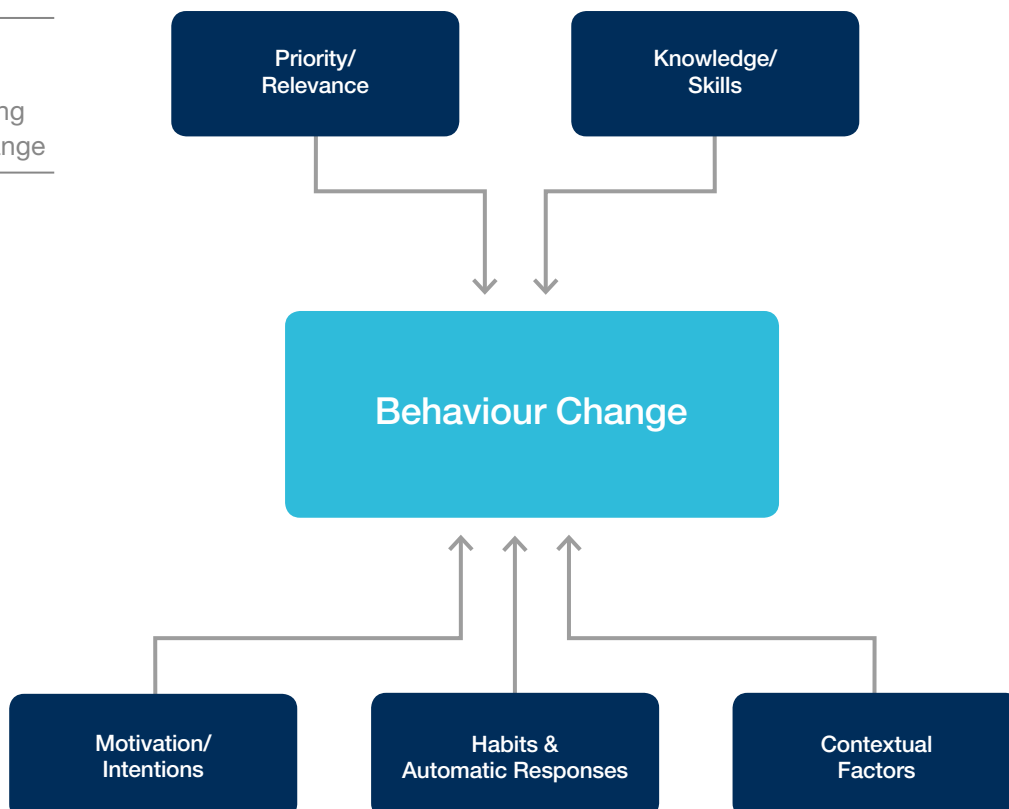 Priority/
Relevance
Knowledge/
Skills
Behaviour Change
Motivation/
Intentions
Habits &
Automatic Responses
Contextual
Factors